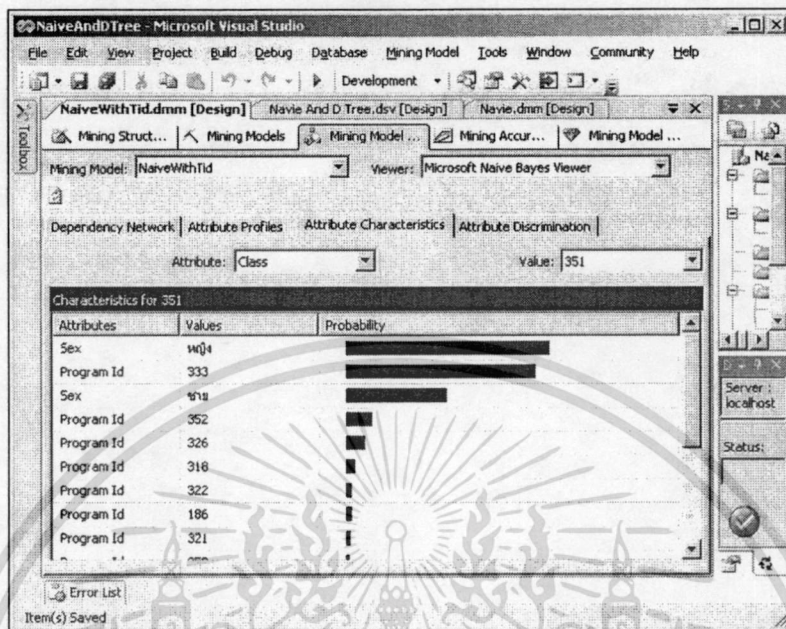 NaiveAndDTree - Microsoft Visual Studio
File Edit View Project Build Debug Database Mining Model Tools Window Community Help
Development
NaiveWithTid.dmm [Design] Navie And D Tree.dsv [Design] Navie.dmm [Design]
Toolbox
Mining Struct... Mining Models Mining Model ... Mining Accur... Mining Model ...
Mining Model: NaiveWithTid Viewer: Microsoft Naive Bayes Viewer
Dependency Network Attribute Profiles Attribute Characteristics Attribute Discrimination
Attribute: Class Value: 351
Characteristics for 351
Attributes Values Probability
Sex หญิง
Program Id 333
Sex ชาย
Program Id 352
Program Id 326
Program Id 318
Program Id 322
Program Id 186
Program Id 321
Server :
localhost
Status:
Error List
Item(s) Saved